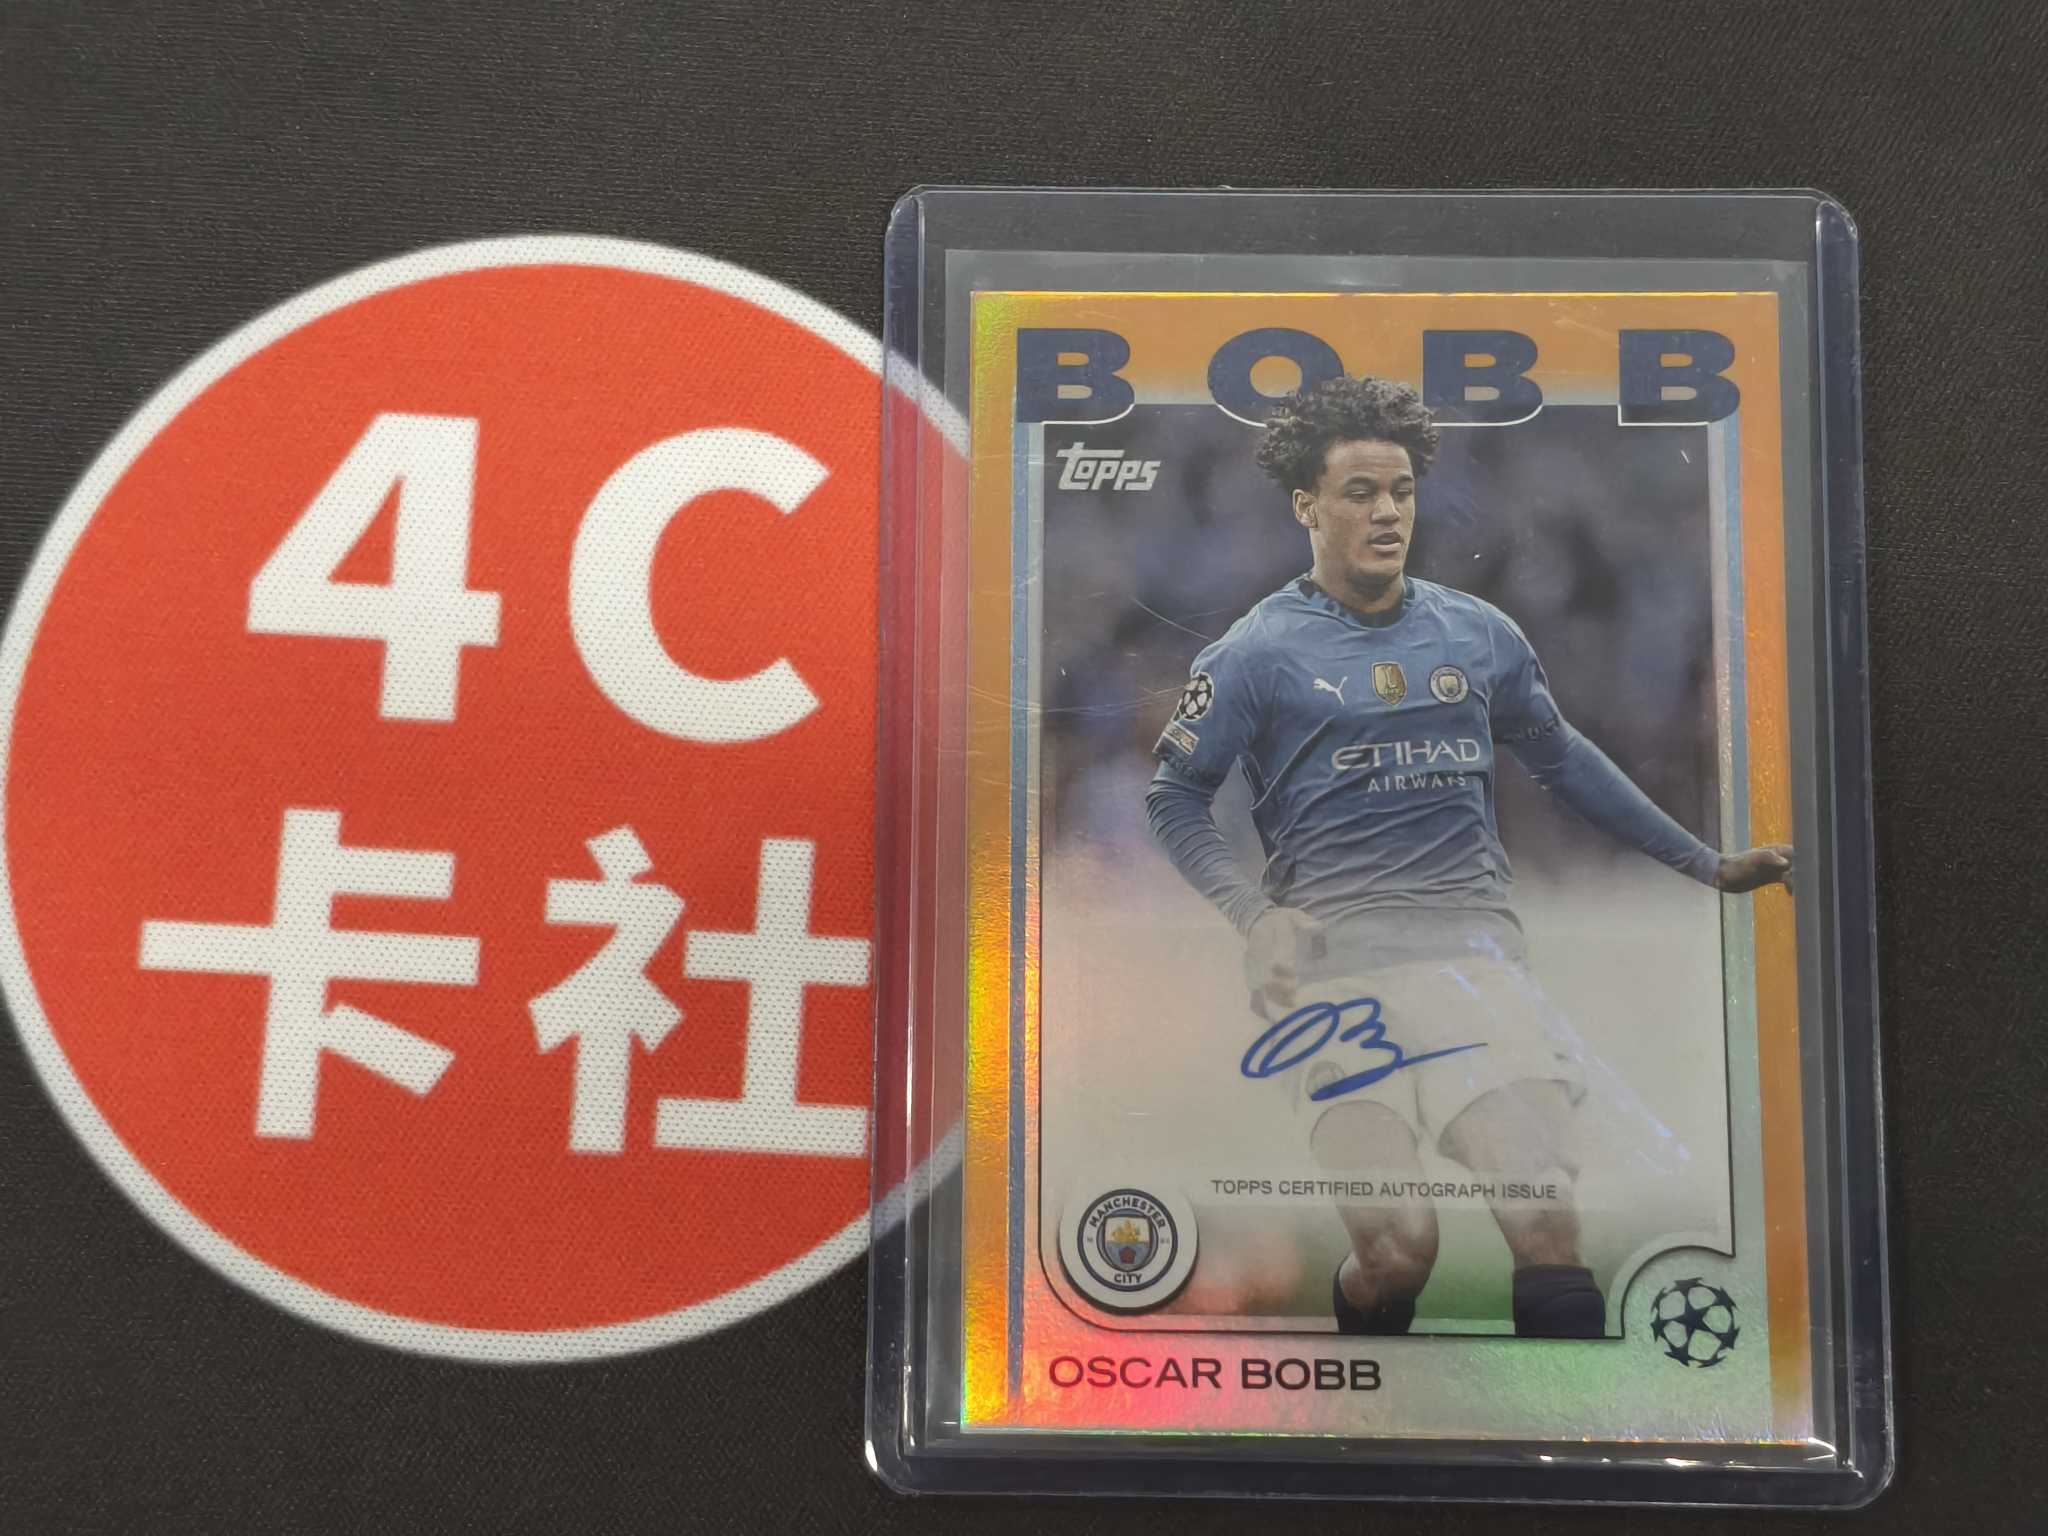 4C
卡社
BOBB
Topps
ETIHAD
AIRWAYS
TOPPS CERTIFIED AUTOGRAPH ISSUE
MANCHESTER
CITY
OSCAR BOBB